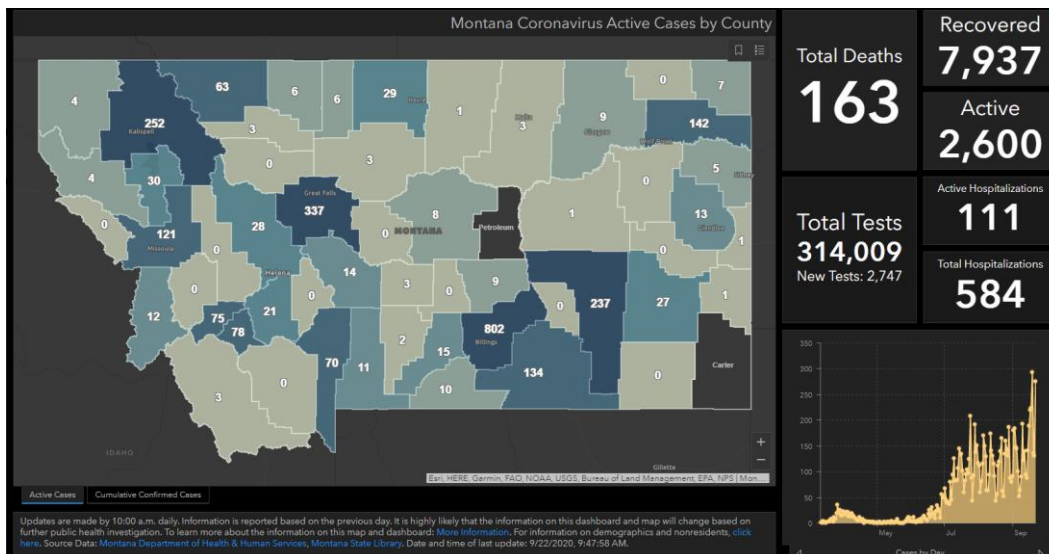 Montana Coronavirus Active Cases by County
Total Deaths
163
Recovered
7,937
Active
2,600
Total Tests
314,009
New Tests: 2,747
Active Hospitalizations
111
Total Hospitalizations
584
4
252
Kalispell
63
6
6
29
Havre
1
3
Malta
9
Glasgow
0
7
142
Wolf Point
3
0
3
4
30
5
Sidney
0
0
121
Missoula
0
28
Great Falls
337
0
MONTANA
8
Petroleum
1
13
Glendive
0
1
Helena
14
12
0
75
78
21
0
3
0
9
0
237
27
1
802
Billings
2
70
11
15
10
134
0
Carter
3
0
IDAHO
Gillette
+
−
Esri, HERE, Garmin, FAO, NOAA, USGS, Bureau of Land Management, EPA, NPS | Mon...
Active Cases
Cumulative Confirmed Cases
350
300
250
200
150
100
50
0
May
Jul
Sep
Cases by Day
Updates are made by 10:00 a.m. daily. Information is reported based on the previous day. It is highly likely that the information on this dashboard and map will change based on
further public health investigation. To learn more about the information on this map and dashboard: More Information. For information on demographics and nonresidents, click
here. Source Data: Montana Department of Health & Human Services, Montana State Library. Date and time of last update: 9/22/2020, 9:47:58 AM.